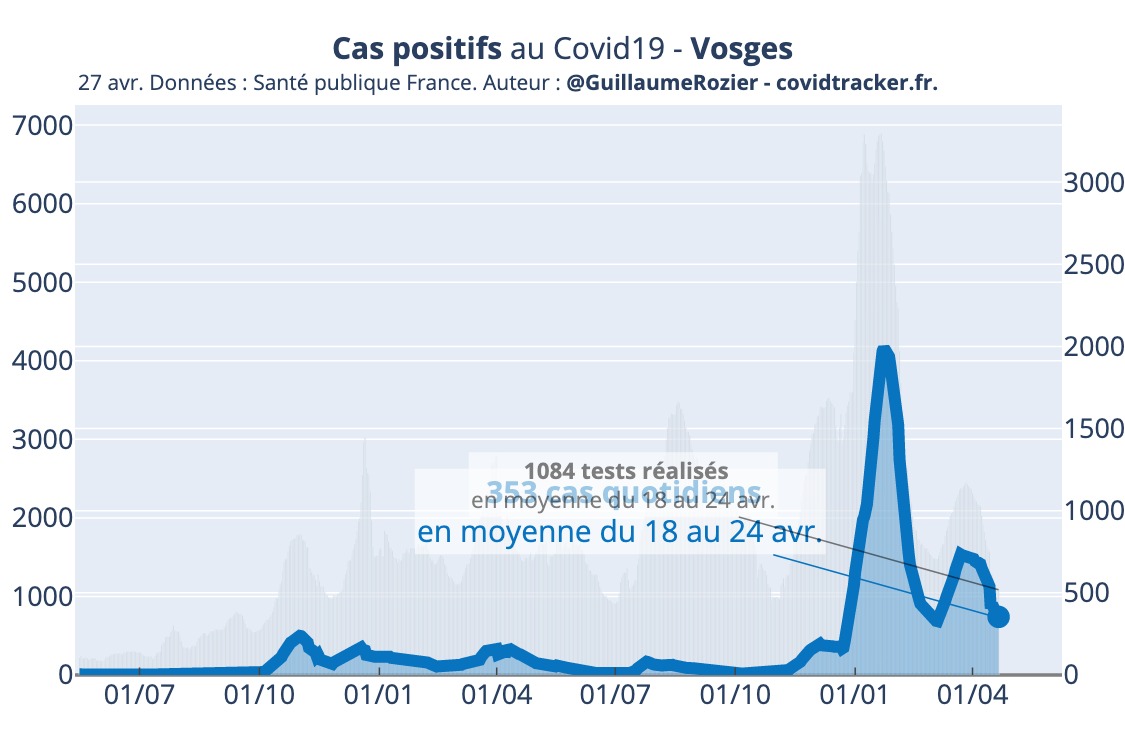 Cas positifs au Covid19 - Vosges
27 avr. Données : Santé publique France. Auteur : @GuillaumeRozier - covidtracker.fr.
7000
6000
5000
4000
3000
2000
1000
0
3000
2500
2000
1500
1000
500
0
1084 tests réalisés
353 cas quotidiens
en moyenne du 18 au 24 avr.
en moyenne du 18 au 24 avr.
01/07 01/10 01/01 01/04 01/07 01/10 01/01 01/04